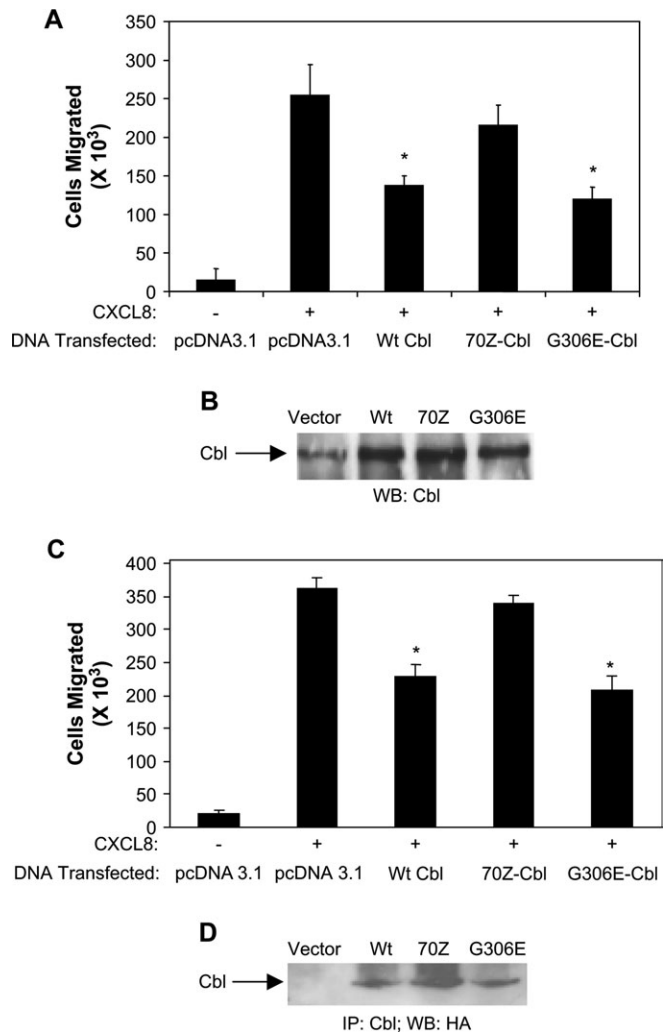 A
Cells Migrated
(X 10³)
350
300
250
200
150
100
50
0
* *
CXCL8: - + + + +
DNA Transfected: pcDNA3.1 pcDNA3.1 Wt Cbl 70Z-Cbl G306E-Cbl
B
Vector Wt 70Z G306E
Cbl
WB: Cbl
C
Cells Migrated
(X 10³)
400
350
300
250
200
150
100
50
0
* *
CXCL8: - + + + +
DNA Transfected: pcDNA 3.1 pcDNA 3.1 Wt Cbl 70Z-Cbl G306E-Cbl
D
Vector Wt 70Z G306E
Cbl
IP: Cbl; WB: HA